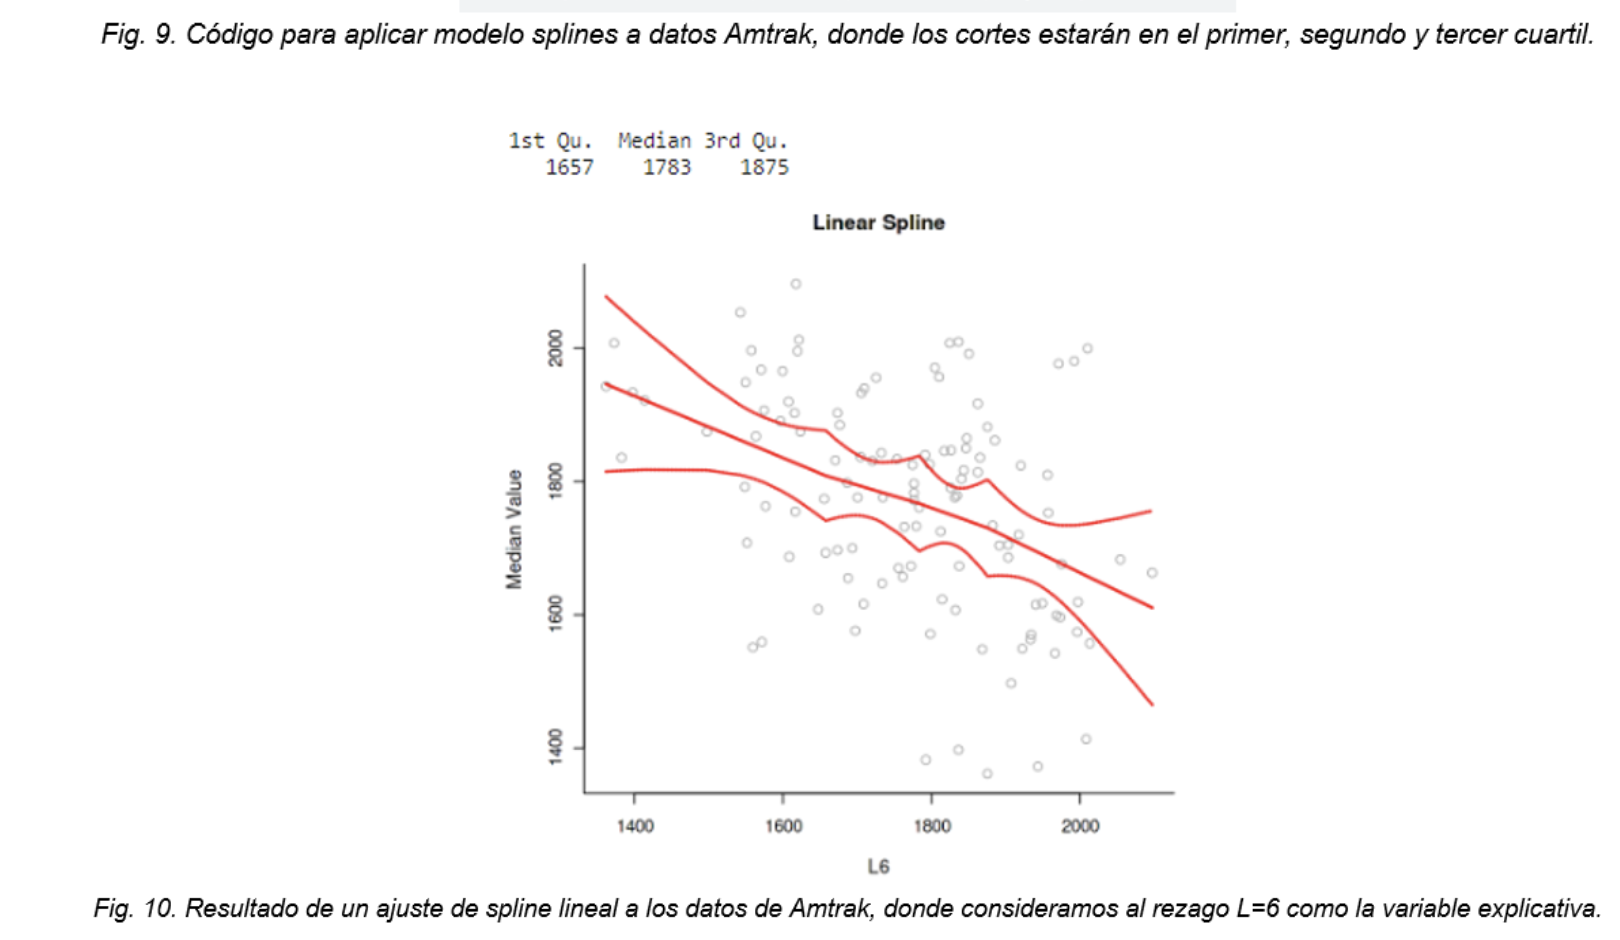 Fig. 9. Código para aplicar modelo splines a datos Amtrak, donde los cortes estarán en el primer, segundo y tercer cuartil.
1st Qu. Median 3rd Qu.
1657 1783 1875
Linear Spline
Median Value
2000
1800
1600
1400
1400 1600 1800 2000
L6
Fig. 10. Resultado de un ajuste de spline lineal a los datos de Amtrak, donde consideramos al rezago L=6 como la variable explicativa.